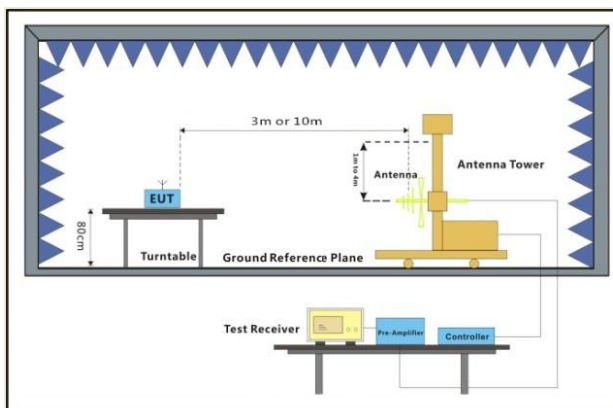 3m or 10m
1m to 4m
Antenna Tower
Antenna
EUT
80cm
Turntable
Ground Reference Plane
Test Receiver
Pre-Amplifier
Controller